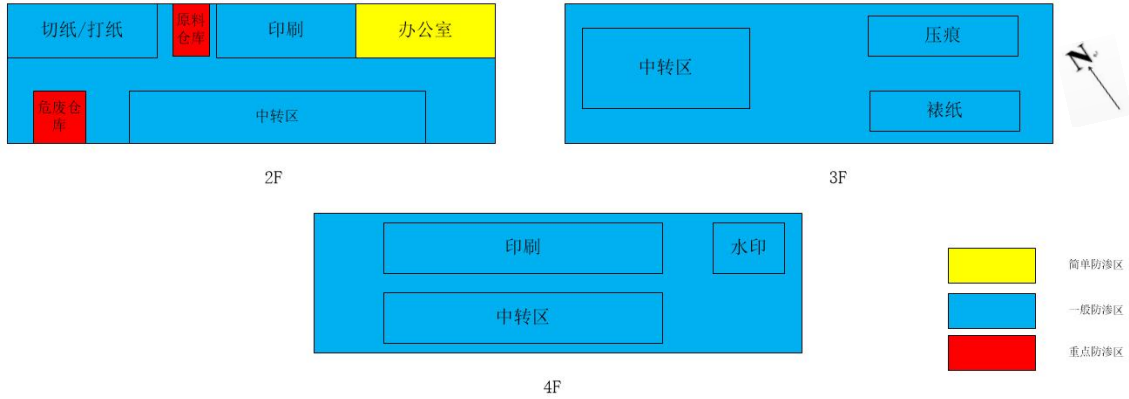 切纸/打纸
原料
仓库
印刷
办公室
危废仓
库
中转区
2F
中转区
压痕
裱纸
3F
N
印刷
水印
中转区
4F
简单防渗区
一般防渗区
重点防渗区